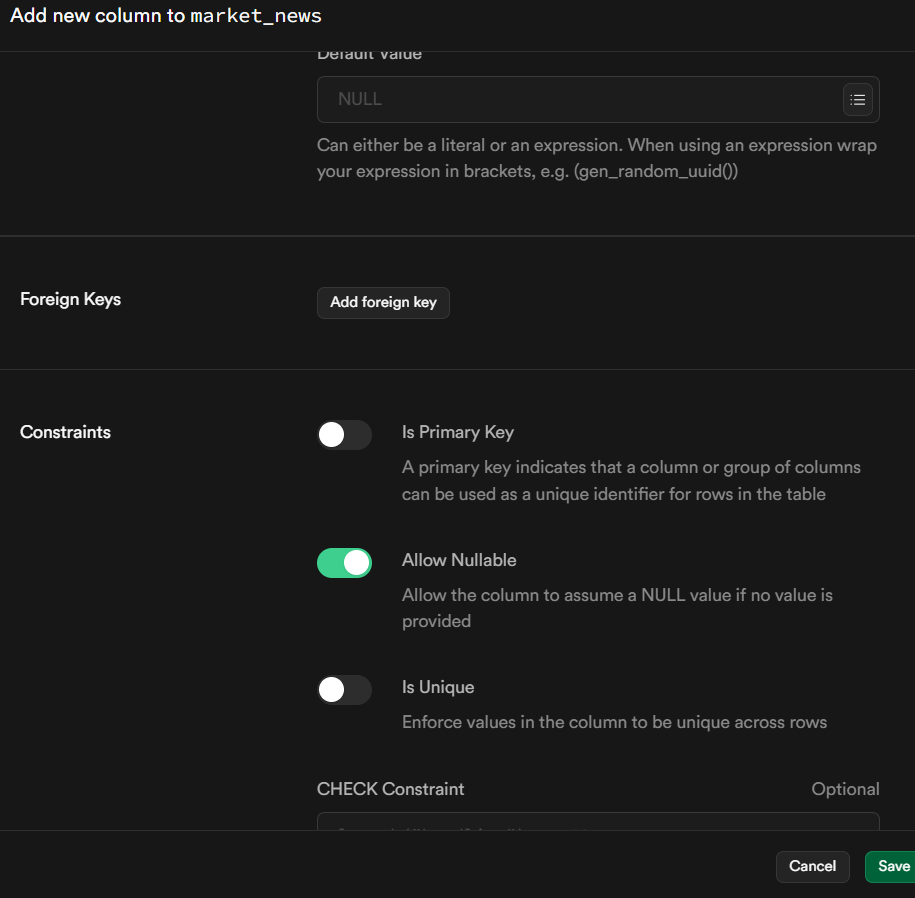 Add new column to market_news
Default Value
NULL
Can either be a literal or an expression. When using an expression wrap
your expression in brackets, e.g. (gen_random_uuid())
Foreign Keys
Add foreign key
Constraints
Is Primary Key
A primary key indicates that a column or group of columns
can be used as a unique identifier for rows in the table
Allow Nullable
Allow the column to assume a NULL value if no value is
provided
Is Unique
Enforce values in the column to be unique across rows
CHECK Constraint
Optional
Cancel
Save